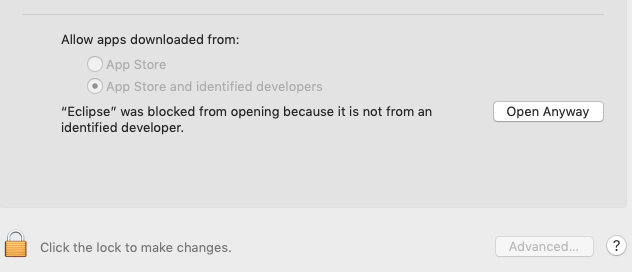 Allow apps downloaded from:
App Store
App Store and identified developers
“Eclipse” was blocked from opening because it is not from an
identified developer.
Open Anyway
Click the lock to make changes.
Advanced...
?